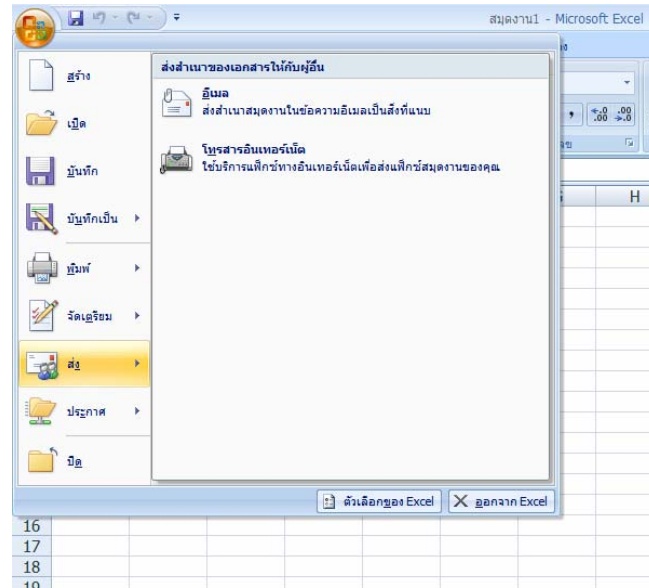 สมุดงาน1 - Microsoft Excel
สร้าง
เปิด
บันทึก
บันทึกเป็น
พิมพ์
จัดเตรียม
ส่ง
ประกาศ
ปิด
ส่งสำเนาของเอกสารให้กับผู้อื่น
อีเมล
ส่งสำเนาสมุดงานในข้อความอีเมลเป็นสิ่งที่แนบ
โทรสารอินเทอร์เน็ต
ใช้บริการแฟ็กซ์ทางอินเทอร์เน็ตเพื่อส่งแฟ็กซ์สมุดงานของคุณ
ตัวเลือกของ Excel
ออกจาก Excel
.0 .00
.00 .0
H
16
17
18
19